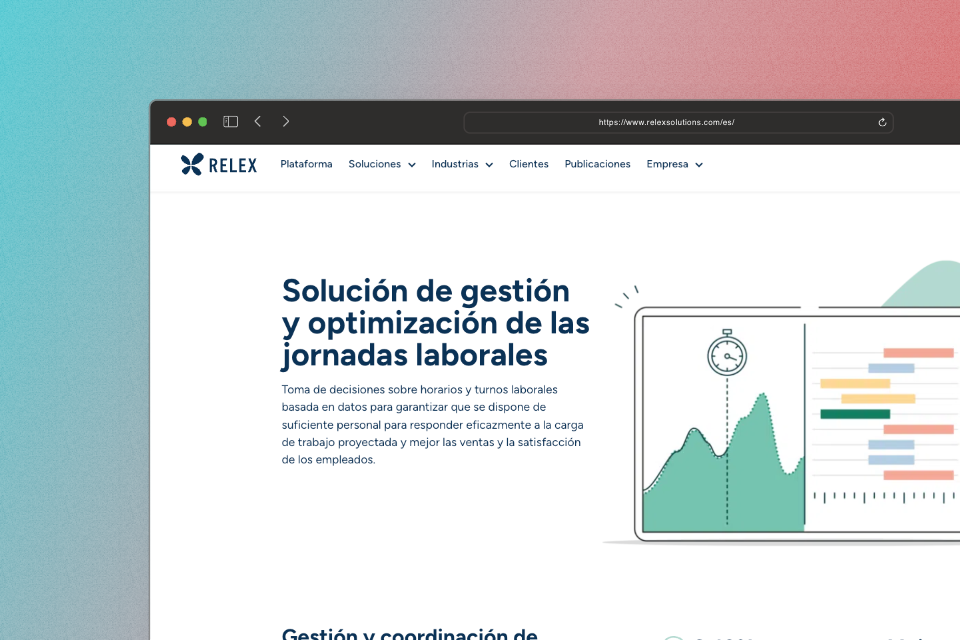 https://www.relexsolutions.com/es/
RELEX Plataforma Soluciones Industrias Clientes Publicaciones Empresa
Solución de gestión
y optimización de las
jornadas laborales
Toma de decisiones sobre horarios y turnos laborales
basada en datos para garantizar que se dispone de
suficiente personal para responder eficazmente a la carga
de trabajo proyectada y mejor las ventas y la satisfacción
de los empleados.
Gestión y coordinación de